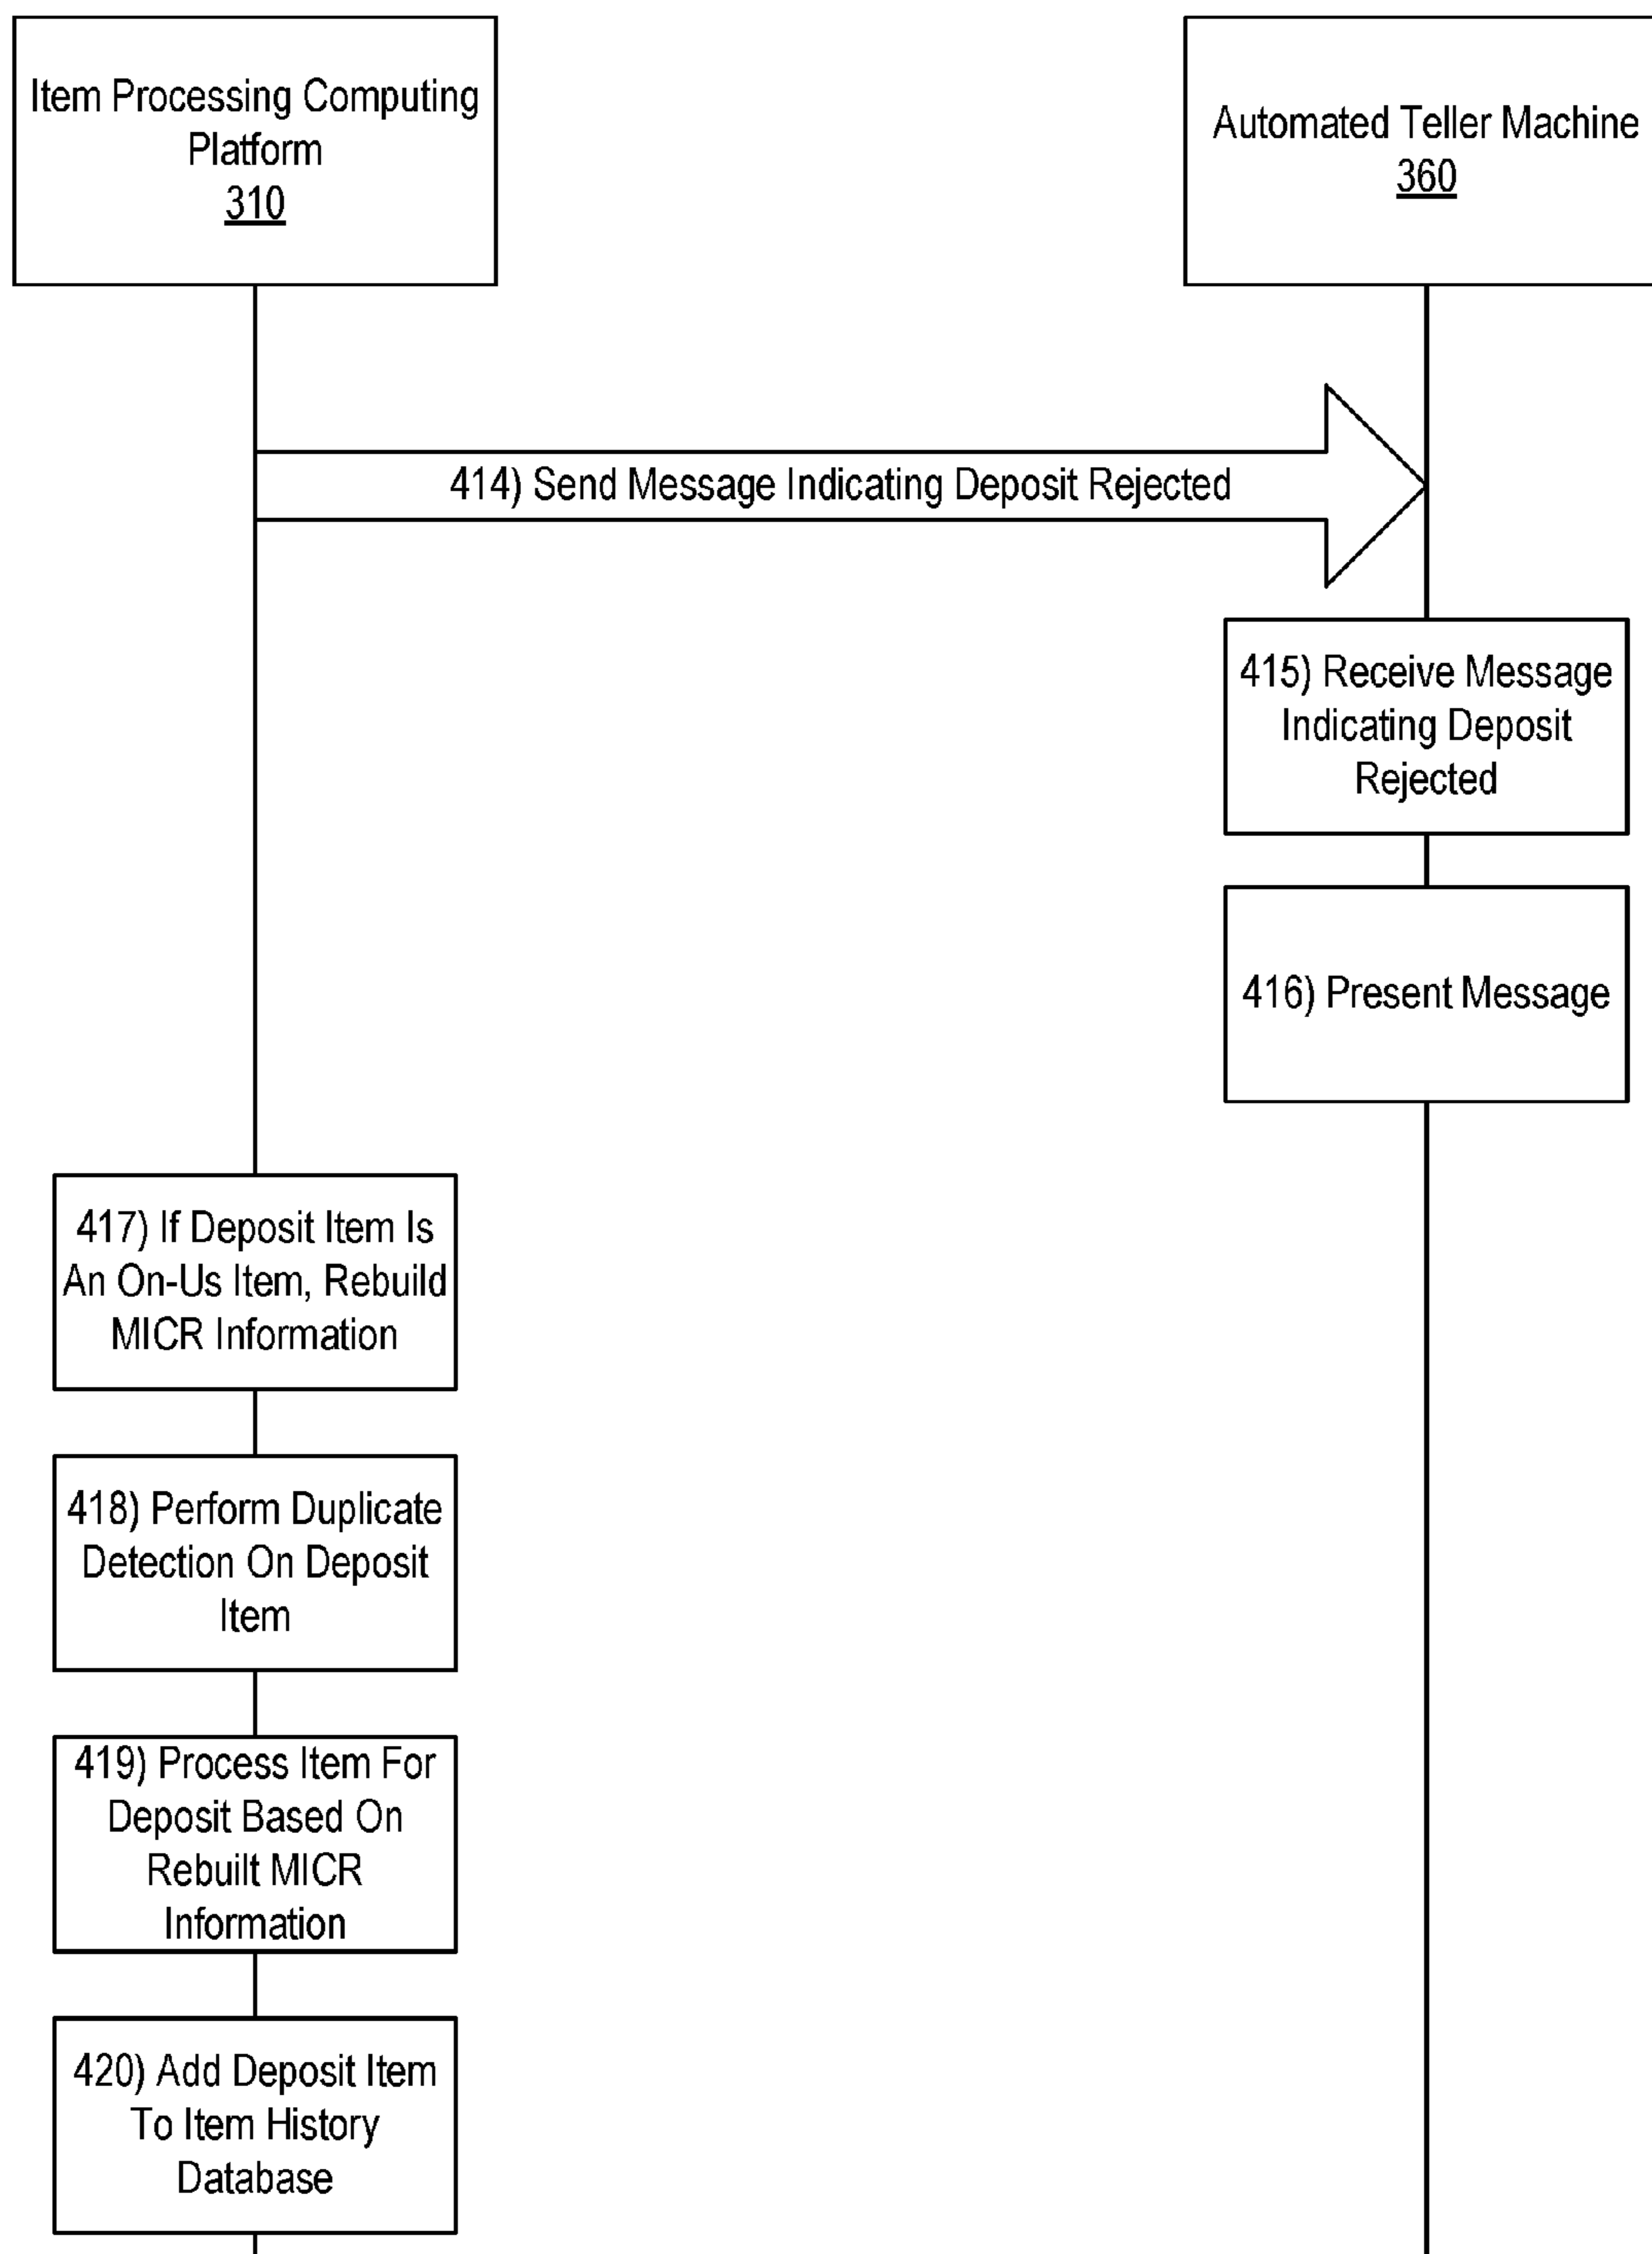 Item Processing Computing
Platform
310
Automated Teller Machine
360
414) Send Message Indicating Deposit Rejected
415) Receive Message
Indicating Deposit
Rejected
416) Present Message
417) If Deposit Item Is
An On-Us Item, Rebuild
MICR Information
418) Perform Duplicate
Detection On Deposit
Item
419) Process Item For
Deposit Based On
Rebuilt MICR
Information
420) Add Deposit Item
To Item History
Database